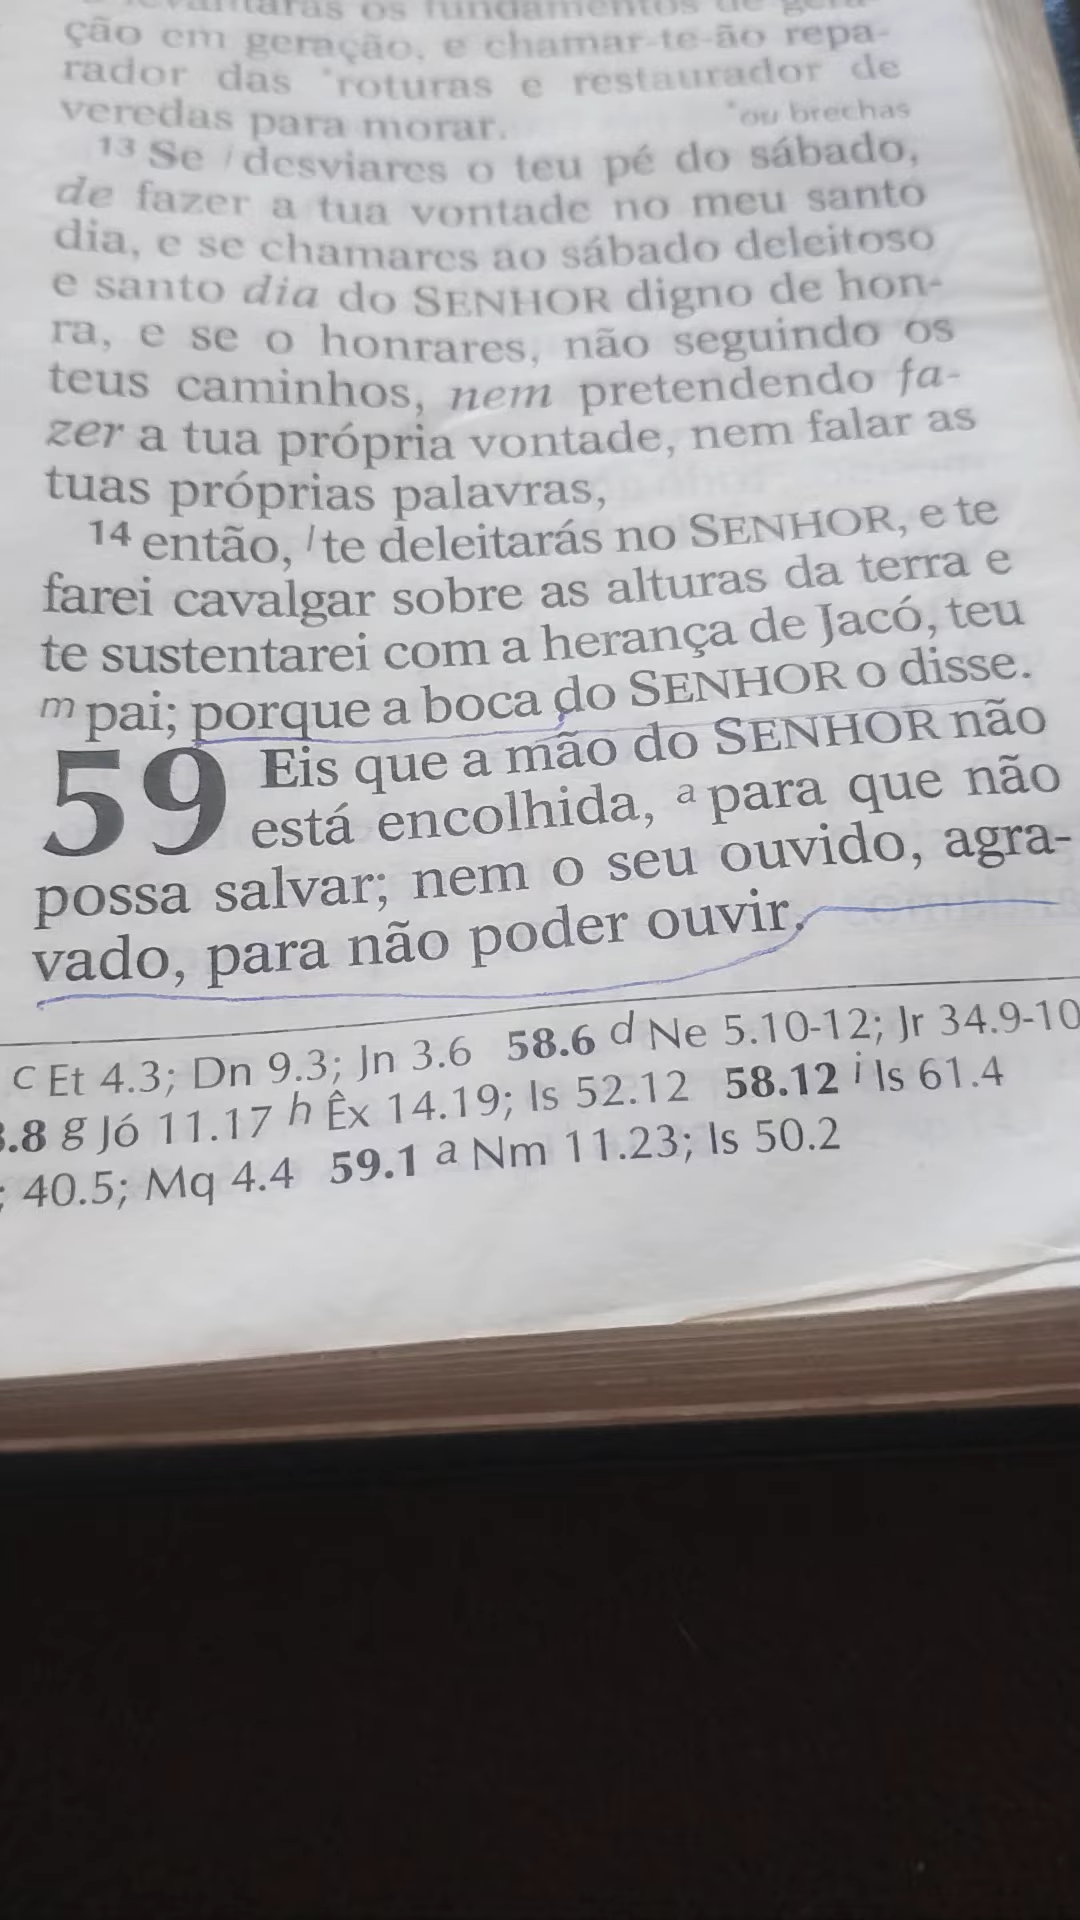 levantarás os fundamentos de gera-
ção em geração, e chamar-te-ão repa-
rador das *roturas e restaurador de
veredas para morar. *ou brechas
13 Se l desviares o teu pé do sábado,
de fazer a tua vontade no meu santo
dia, e se chamares ao sábado deleitoso
e santo dia do SENHOR digno de hon-
ra, e se o honrares, não seguindo os
teus caminhos, nem pretendendo fa-
zer a tua própria vontade, nem falar as
tuas próprias palavras,
14 então, l te deleitarás no SENHOR, e te
farei cavalgar sobre as alturas da terra e
te sustentarei com a herança de Jacó, teu
m pai; porque a boca do SENHOR o disse.
59 Eis que a mão do SENHOR não
está encolhida, a para que não
possa salvar; nem o seu ouvido, agra-
vado, para não poder ouvir.
c Et 4.3; Dn 9.3; Jn 3.6 58.6 d Ne 5.10-12; Jr 34.9-10
.8 g Jó 11.17 h Êx 14.19; Is 52.12 58.12 i Is 61.4
; 40.5; Mq 4.4 59.1 a Nm 11.23; Is 50.2